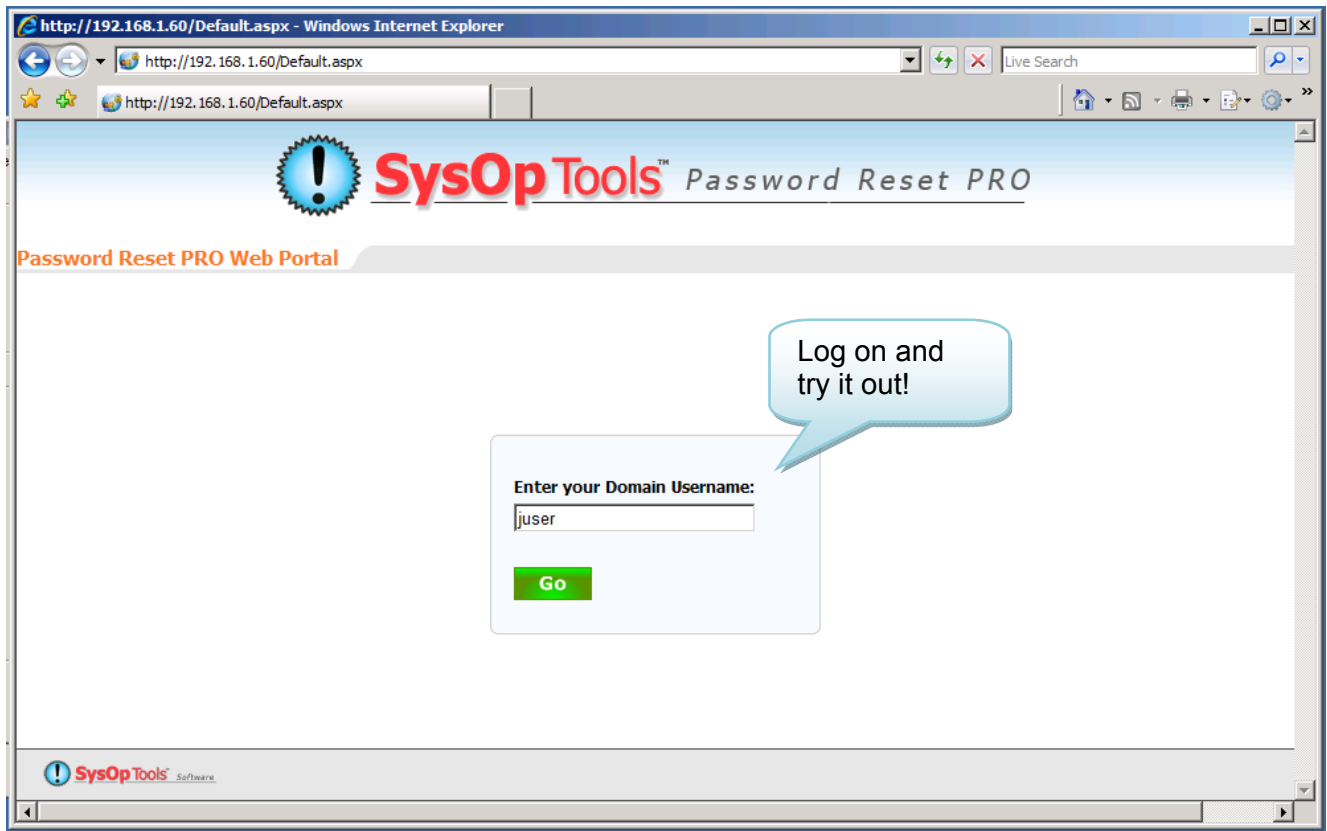 http://192.168.1.60/Default.aspx - Windows Internet Explorer
http://192.168.1.60/Default.aspx
Live Search
http://192.168.1.60/Default.aspx
SysOp Tools™ Password Reset PRO
Password Reset PRO Web Portal
Log on and
try it out!
Enter your Domain Username:
juser
Go
SysOp Tools™ Software